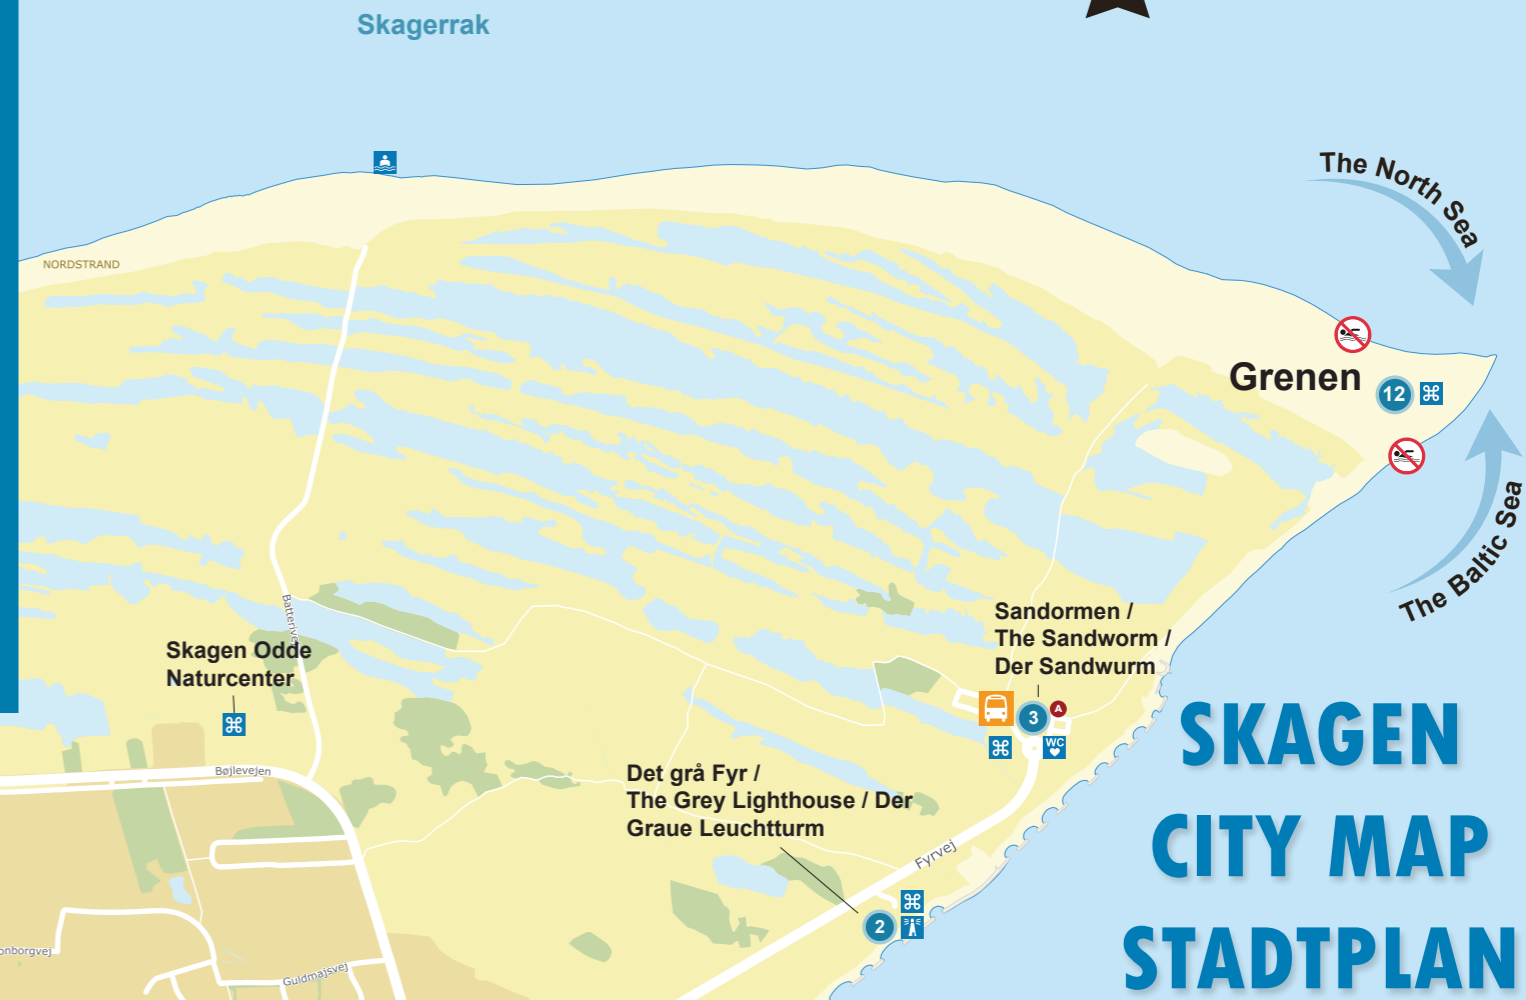 Skagerrak
The North Sea
NORDSTRAND
Grenen
12
The Baltic Sea
Batterivej
Sandormen /
The Sandworm /
Der Sandwurm
Skagen Odde
Naturcenter
3
A
WC
SKAGEN
CITY MAP
STADTPLAN
Bøjlevejen
Det grå Fyr /
The Grey Lighthouse / Der
Graue Leuchtturm
Fyrvej
2
onborgvej
Guldmajsvej